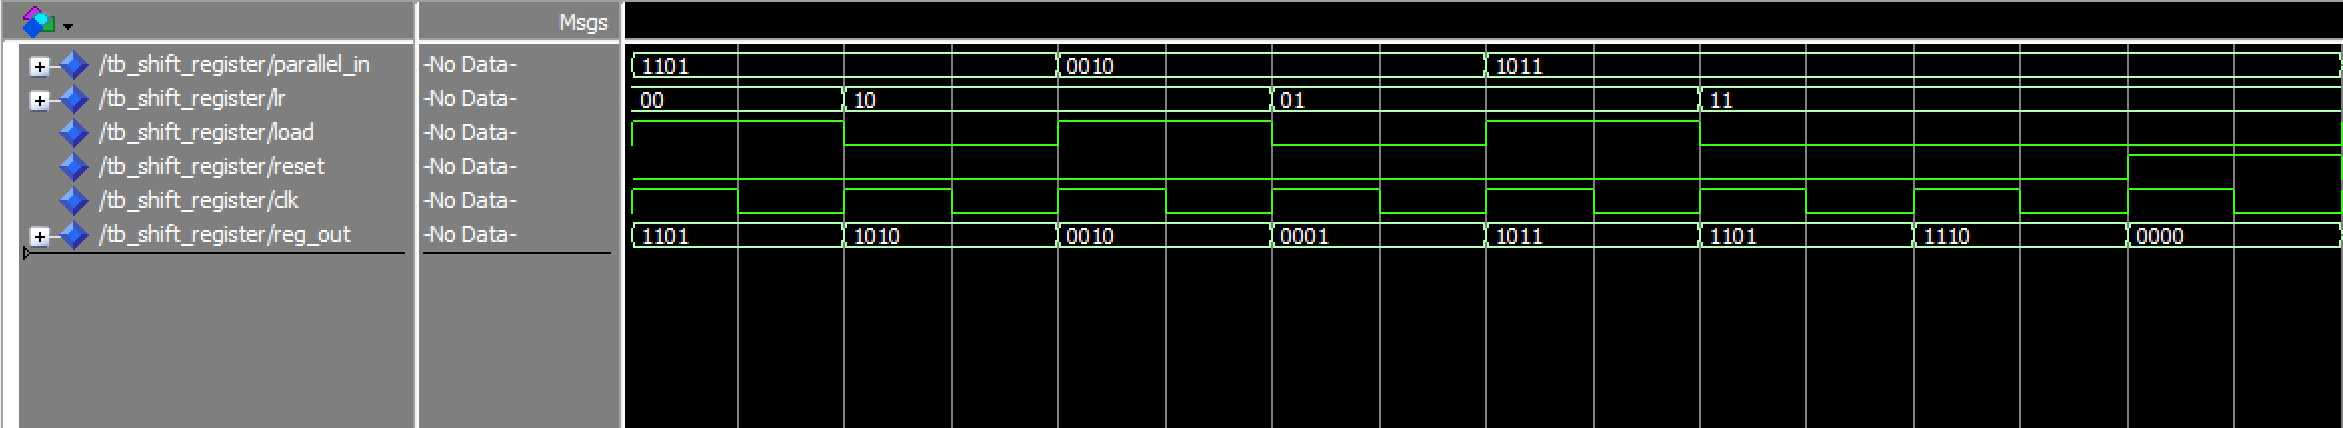 Msgs
/tb_shift_register/parallel_in -No Data- 1101 0010 1011
/tb_shift_register/lr -No Data- 00 10 01 11
/tb_shift_register/load -No Data-
/tb_shift_register/reset -No Data-
/tb_shift_register/clk -No Data-
/tb_shift_register/reg_out -No Data- 1101 1010 0010 0001 1011 1101 1110 0000